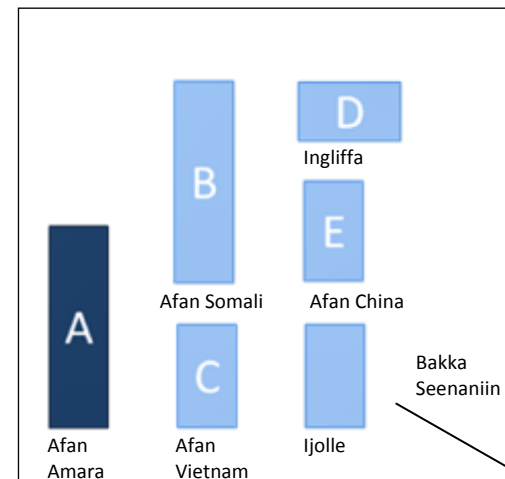 D
Ingliffa
B
E
Afan Somali
Afan China
A
C
Bakka
Seenaniin
Afan
Amara
Afan
Vietnam
Ijolle